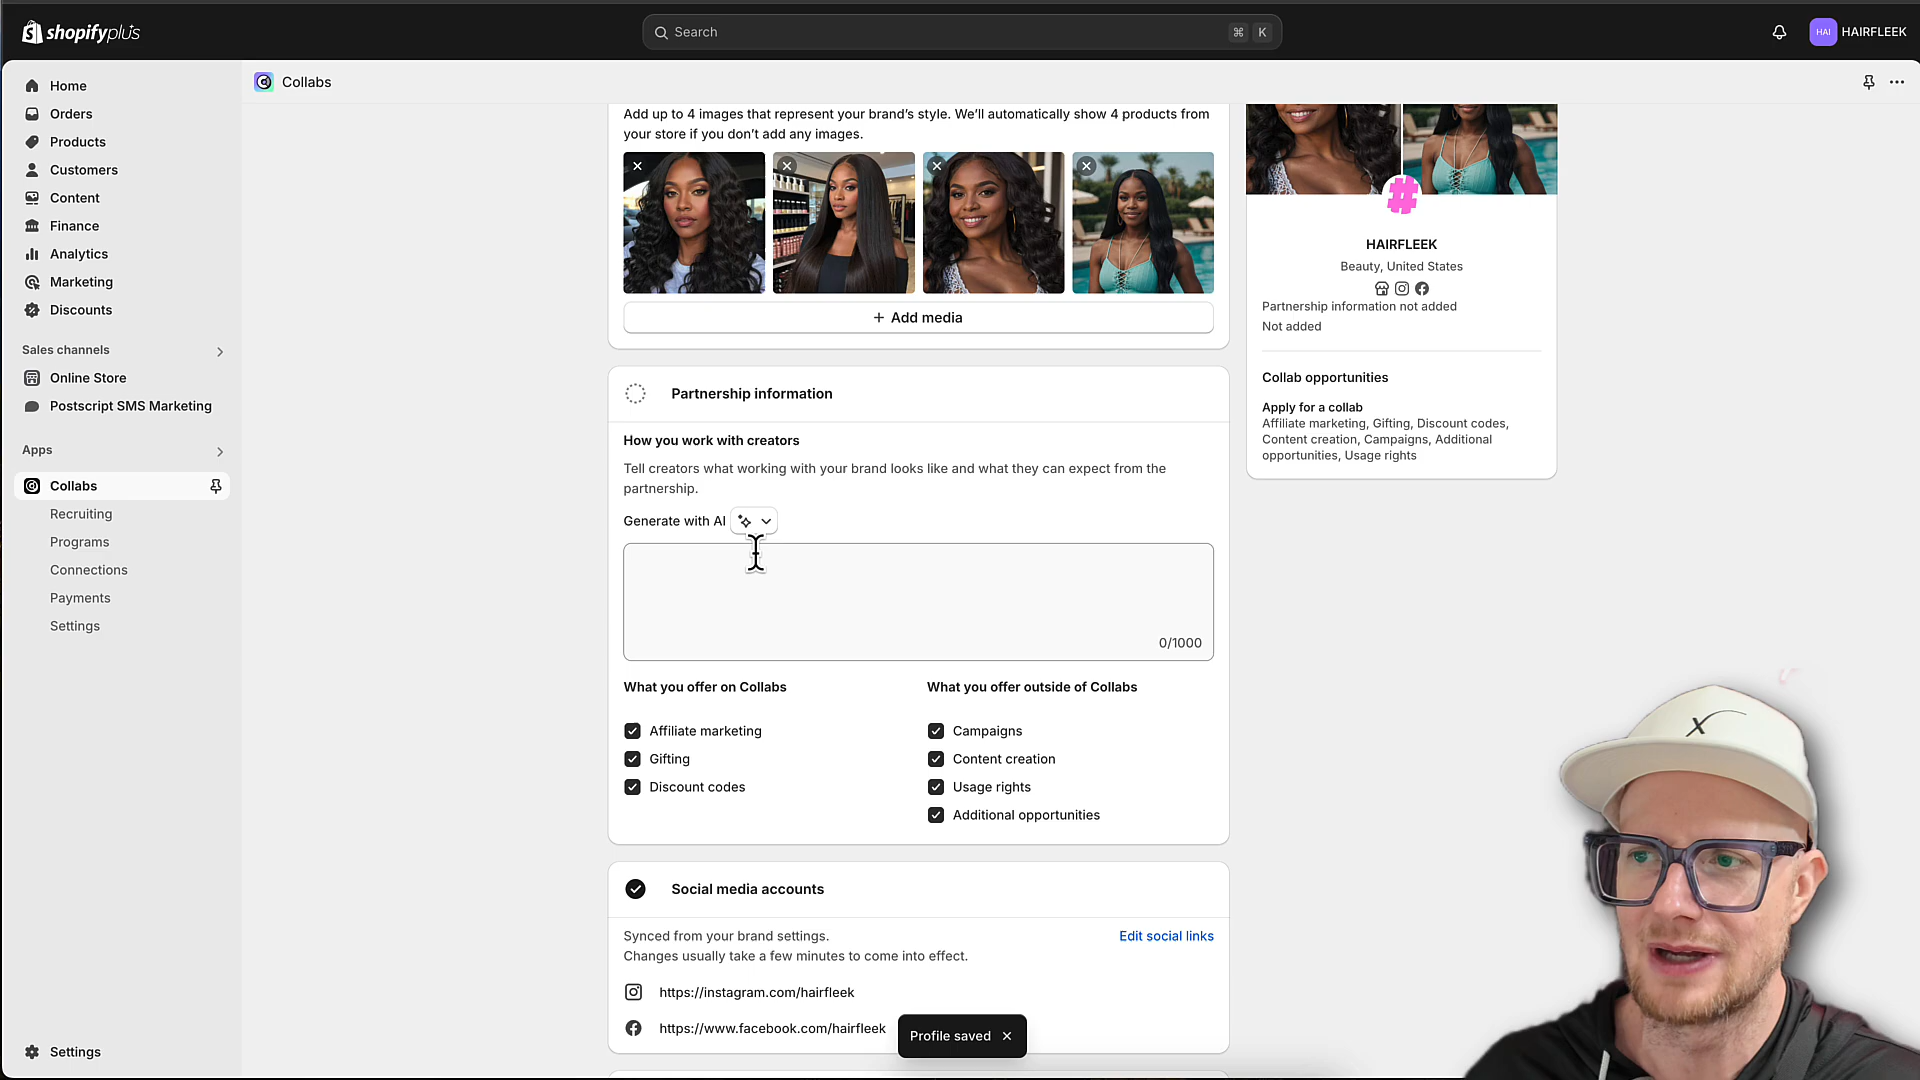 shopifyplus
Search
⌘ K
HAI
HAIRFLEEK
Home
Orders
Products
Customers
Content
Finance
Analytics
Marketing
Discounts
Sales channels
Online Store
Postscript SMS Marketing
Apps
Collabs
Recruiting
Programs
Connections
Payments
Settings
Settings
Collabs
Add up to 4 images that represent your brand's style. We'll automatically show 4 products from
your store if you don't add any images.
+ Add media
Partnership information
How you work with creators
Tell creators what working with your brand looks like and what they can expect from the
partnership.
Generate with AI
0/1000
What you offer on Collabs
Affiliate marketing
Gifting
Discount codes
What you offer outside of Collabs
Campaigns
Content creation
Usage rights
Additional opportunities
Social media accounts
Synced from your brand settings.
Edit social links
Changes usually take a few minutes to come into effect.
https://instagram.com/hairfleek
https://www.facebook.com/hairfleek
Profile saved
HAIRFLEEK
Beauty, United States
Partnership information not added
Not added
Collab opportunities
Apply for a collab
Affiliate marketing, Gifting, Discount codes,
Content creation, Campaigns, Additional
opportunities, Usage rights
X